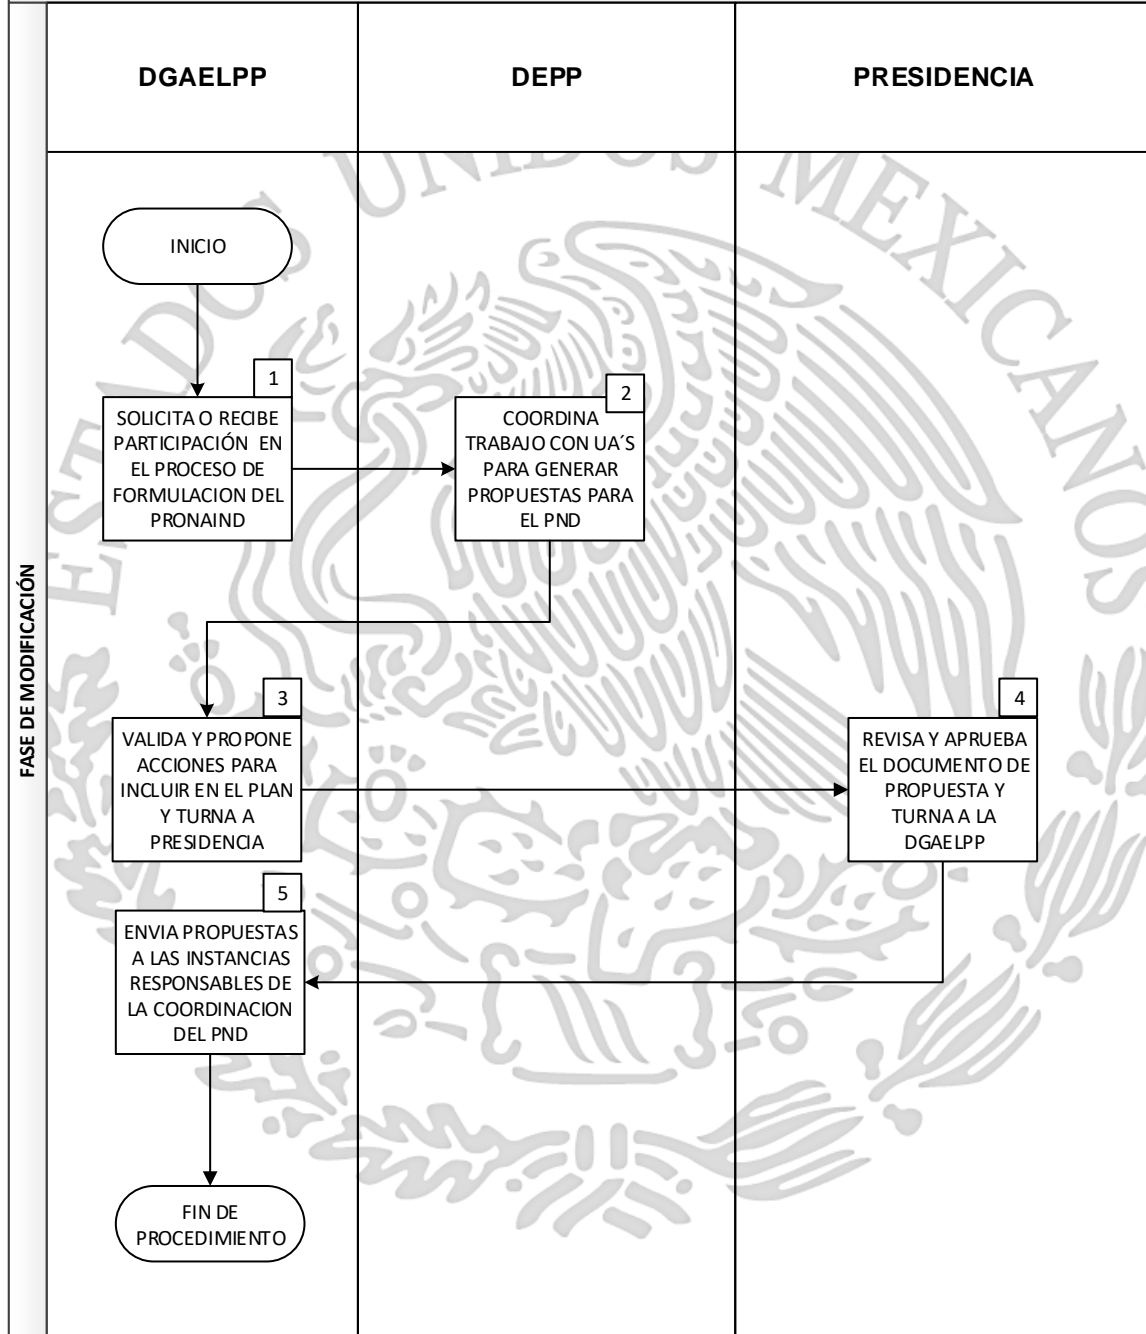 DGAELPP
DEPP
PRESIDENCIA
ESTADOS UNIDOS MEXICANOS
FASE DE MODIFICACIÓN
INICIO
1
SOLICITA O RECIBE
PARTICIPACIÓN EN
EL PROCESO DE
FORMULACION DEL
PRONAIND
2
COORDINA
TRABAJO CON UA´S
PARA GENERAR
PROPUESTAS PARA
EL PND
3
VALIDA Y PROPONE
ACCIONES PARA
INCLUIR EN EL PLAN
Y TURNA A
PRESIDENCIA
4
REVISA Y APRUEBA
EL DOCUMENTO DE
PROPUESTA Y
TURNA A LA
DGAELPP
5
ENVIA PROPUESTAS
A LAS INSTANCIAS
RESPONSABLES DE
LA COORDINACION
DEL PND
FIN DE
PROCEDIMIENTO